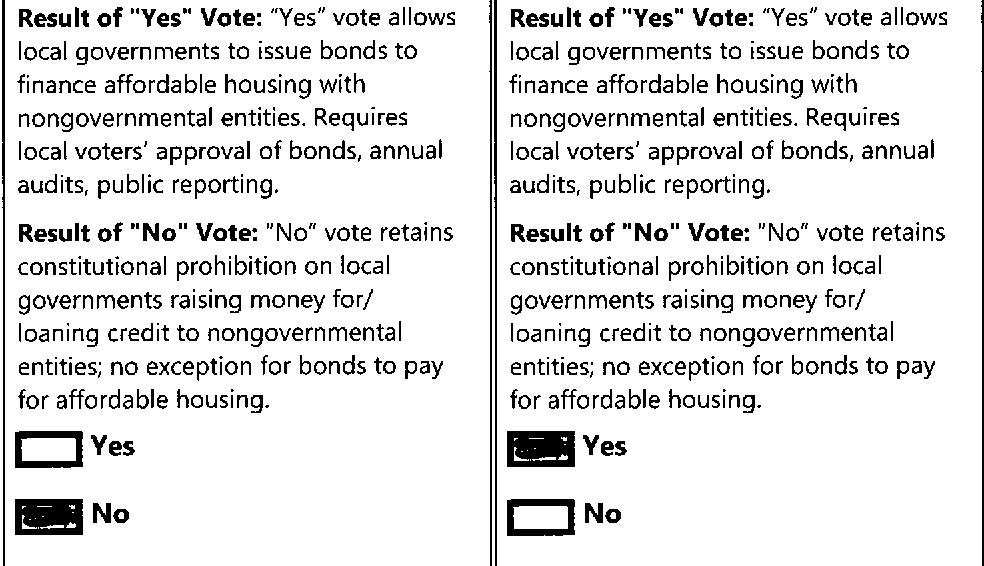 Result of "Yes" Vote: “Yes” vote allows
local governments to issue bonds to
finance affordable housing with
nongovernmental entities. Requires
local voters’ approval of bonds, annual
audits, public reporting.
Result of "No" Vote: “No” vote retains
constitutional prohibition on local
governments raising money for/
loaning credit to nongovernmental
entities; no exception for bonds to pay
for affordable housing.
Yes
No
Result of "Yes" Vote: “Yes” vote allows
local governments to issue bonds to
finance affordable housing with
nongovernmental entities. Requires
local voters’ approval of bonds, annual
audits, public reporting.
Result of "No" Vote: “No” vote retains
constitutional prohibition on local
governments raising money for/
loaning credit to nongovernmental
entities; no exception for bonds to pay
for affordable housing.
Yes
No